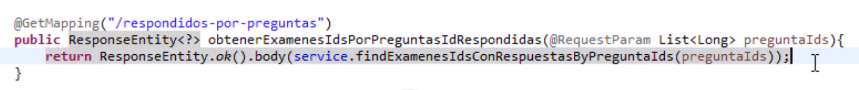 @GetMapping("/respondidos-por-preguntas")
public ResponseEntity<?> obtenerExamenesIdsPorPreguntasIdRespondidas(@RequestParam List<Long> preguntaIds){
return ResponseEntity.ok().body(service.findExamenesIdsConRespuestasByPreguntaIds(preguntaIds));
}